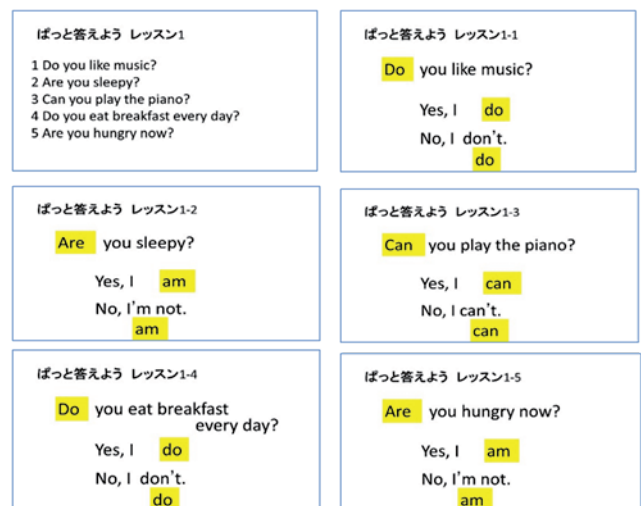 ぱっと答えよう レッスン1
1 Do you like music?
2 Are you sleepy?
3 Can you play the piano?
4 Do you eat breakfast every day?
5 Are you hungry now?
ぱっと答えよう レッスン1-1
Do you like music?
Yes, I do
No, I don't.
do
ぱっと答えよう レッスン1-2
Are you sleepy?
Yes, I am
No, I'm not.
am
ぱっと答えよう レッスン1-3
Can you play the piano?
Yes, I can
No, I can't.
can
ぱっと答えよう レッスン1-4
Do you eat breakfast
every day?
Yes, I do
No, I don't.
do
ぱっと答えよう レッスン1-5
Are you hungry now?
Yes, I am
No, I'm not.
am